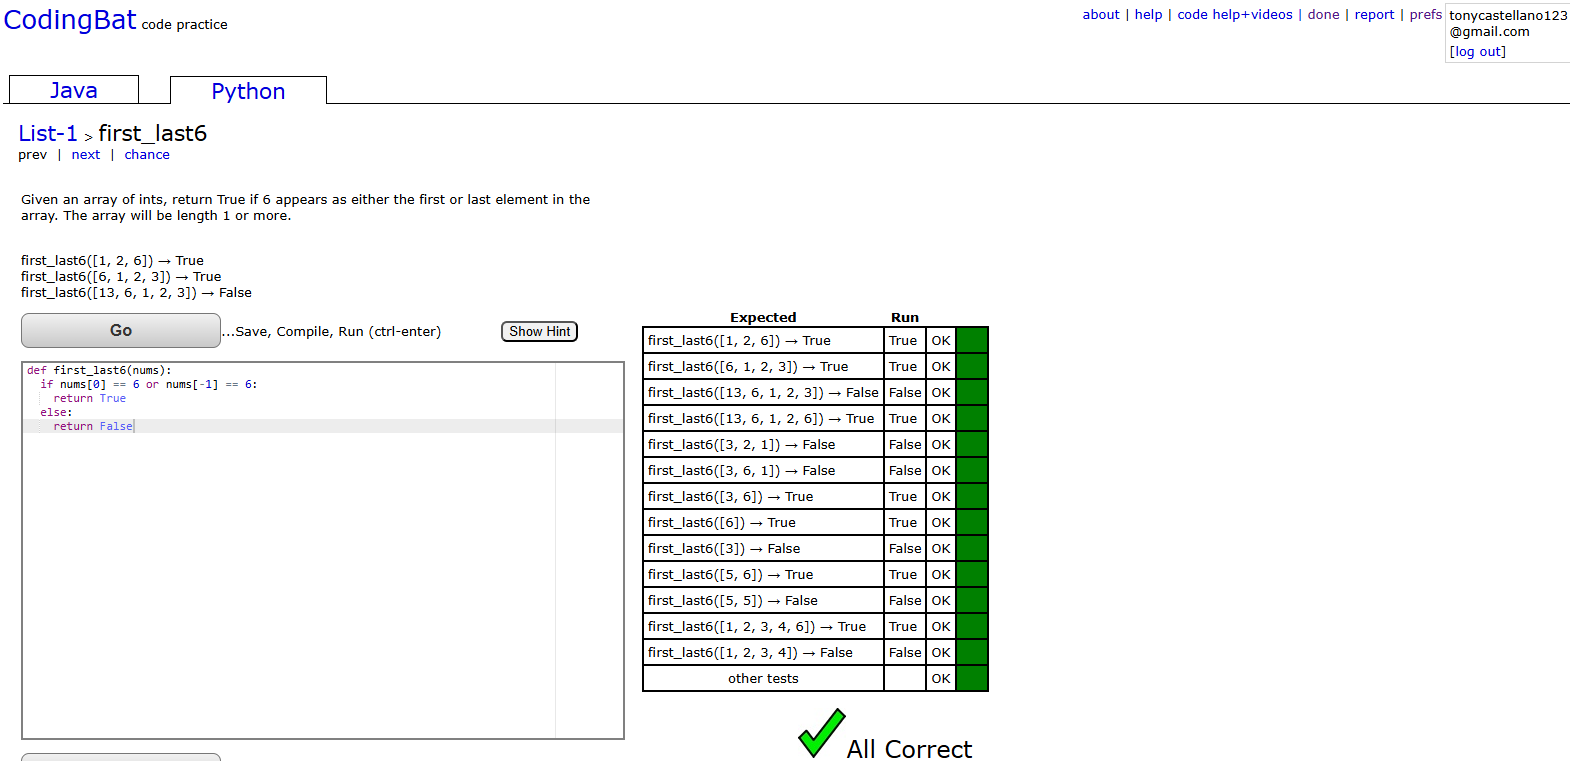 CodingBat code practice
about | help | code help+videos | done | report | prefs
tonycastellano123
@gmail.com
[log out]
Java
Python
List-1 > first_last6
prev | next | chance
Given an array of ints, return True if 6 appears as either the first or last element in the
array. The array will be length 1 or more.
first_last6([1, 2, 6]) → True
first_last6([6, 1, 2, 3]) → True
first_last6([13, 6, 1, 2, 3]) → False
Go ...Save, Compile, Run (ctrl-enter) Show Hint
def first_last6(nums):
  if nums[0] == 6 or nums[-1] == 6:
    return True
  else:
    return False
Expected Run
first_last6([1, 2, 6]) → True True OK
first_last6([6, 1, 2, 3]) → True True OK
first_last6([13, 6, 1, 2, 3]) → False False OK
first_last6([13, 6, 1, 2, 6]) → True True OK
first_last6([3, 2, 1]) → False False OK
first_last6([3, 6, 1]) → False False OK
first_last6([3, 6]) → True True OK
first_last6([6]) → True True OK
first_last6([3]) → False False OK
first_last6([5, 6]) → True True OK
first_last6([5, 5]) → False False OK
first_last6([1, 2, 3, 4, 6]) → True True OK
first_last6([1, 2, 3, 4]) → False False OK
other tests OK
All Correct